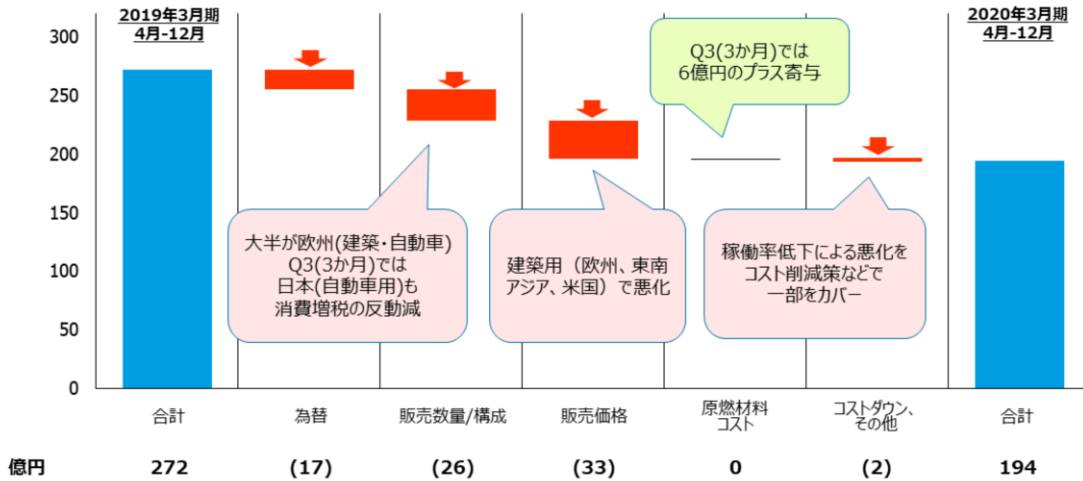 2019年3月期
4月-12月
2020年3月期
4月-12月
300
250
200
150
100
50
0
Q3(3か月)では
6億円のプラス寄与
大半が欧州(建築・自動車)
Q3(3か月)では
日本(自動車用)も
消費増税の反動減
建築用（欧州、東南
アジア、米国）で悪化
稼働率低下による悪化を
コスト削減策などで
一部をカバー
合計
為替
販売数量/構成
販売価格
原燃材料
コスト
コストダウン、
その他
合計
億円 272 (17) (26) (33) 0 (2) 194